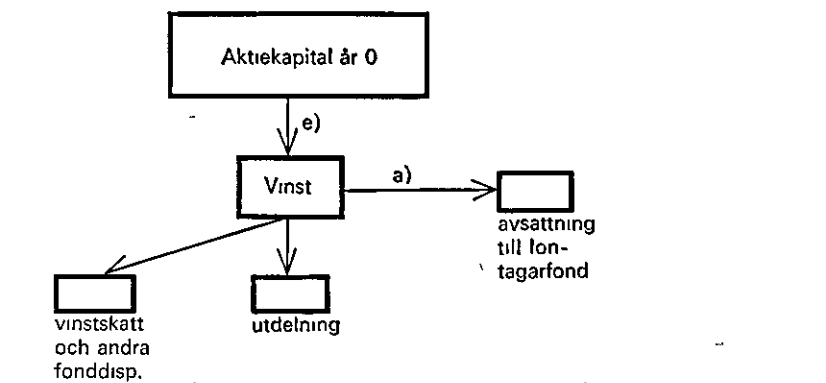 Aktiekapital år 0
e)
Vinst
a)
avsattning
till lon-
tagarfond
utdelning
vinstskatt
och andra
fonddisp.